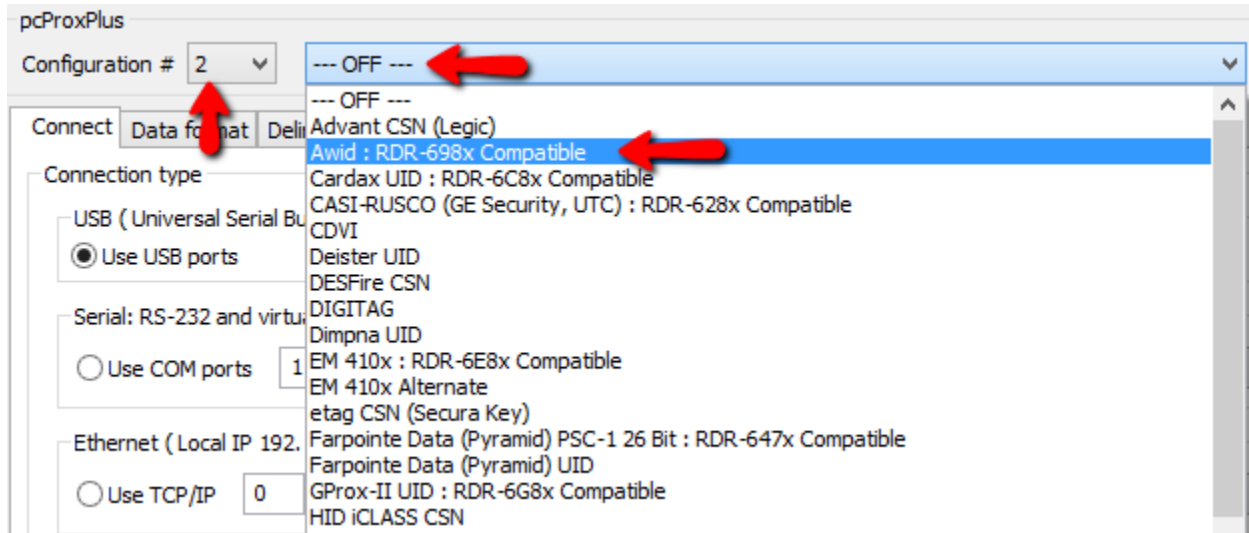 pcProxPlus
Configuration # 2 --- OFF ---
--- OFF ---
Connect Data format Deli Advant CSN (Legic)
Awid : RDR-698x Compatible
Connection type Cardax UID : RDR-6C8x Compatible
USB ( Universal Serial Bu CASI-RUSCO (GE Security, UTC) : RDR-628x Compatible
CDVI
Use USB ports Deister UID
DESFire CSN
Serial: RS-232 and virtua DIGITAG
Dimpna UID
Use COM ports 1 EM 410x : RDR-6E8x Compatible
EM 410x Alternate
etag CSN (Secura Key)
Ethernet ( Local IP 192. Farpointe Data (Pyramid) PSC-1 26 Bit : RDR-647x Compatible
Farpointe Data (Pyramid) UID
Use TCP/IP 0 GProx-II UID : RDR-6G8x Compatible
HID iCLASS CSN